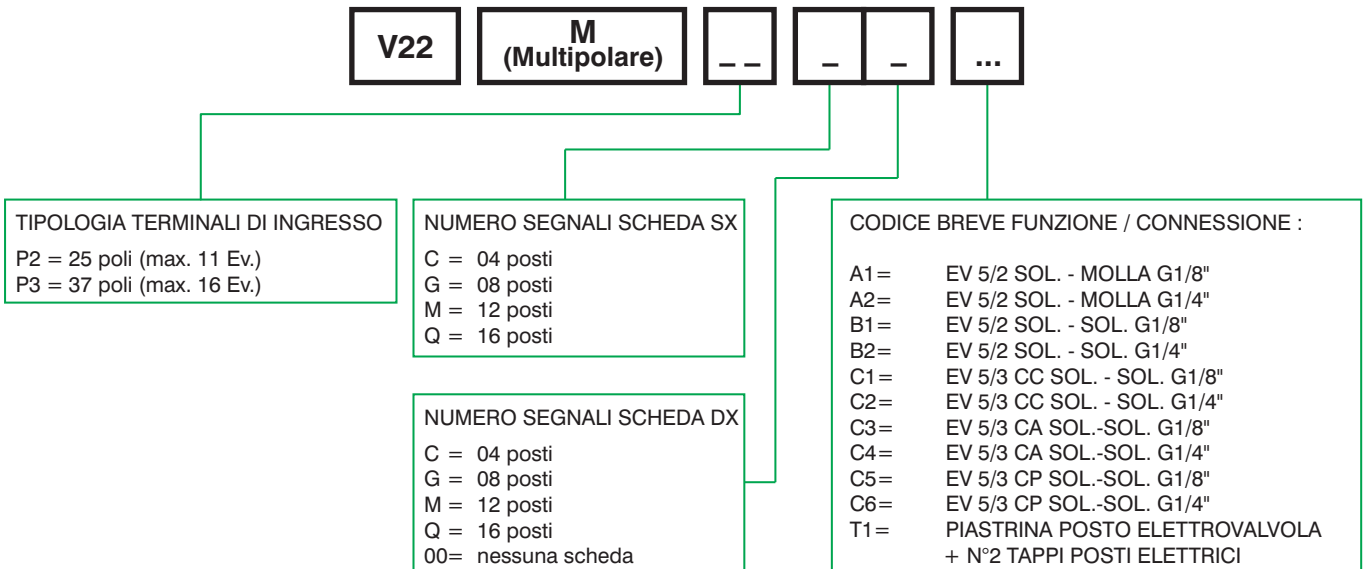 V22
M
(Multipolare)
_ _
_
_
...
TIPOLOGIA TERMINALI DI INGRESSO
P2 = 25 poli (max. 11 Ev.)
P3 = 37 poli (max. 16 Ev.)
NUMERO SEGNALI SCHEDA SX
C = 04 posti
G = 08 posti
M = 12 posti
Q = 16 posti
NUMERO SEGNALI SCHEDA DX
C = 04 posti
G = 08 posti
M = 12 posti
Q = 16 posti
00= nessuna scheda
CODICE BREVE FUNZIONE / CONNESSIONE :
A1= EV 5/2 SOL. - MOLLA G1/8"
A2= EV 5/2 SOL. - MOLLA G1/4"
B1= EV 5/2 SOL. - SOL. G1/8"
B2= EV 5/2 SOL. - SOL. G1/4"
C1= EV 5/3 CC SOL. - SOL. G1/8"
C2= EV 5/3 CC SOL. - SOL. G1/4"
C3= EV 5/3 CA SOL.-SOL. G1/8"
C4= EV 5/3 CA SOL.-SOL. G1/4"
C5= EV 5/3 CP SOL.-SOL. G1/8"
C6= EV 5/3 CP SOL.-SOL. G1/4"
T1= PIASTRINA POSTO ELETTROVALVOLA
+ N°2 TAPPI POSTI ELETTRICI